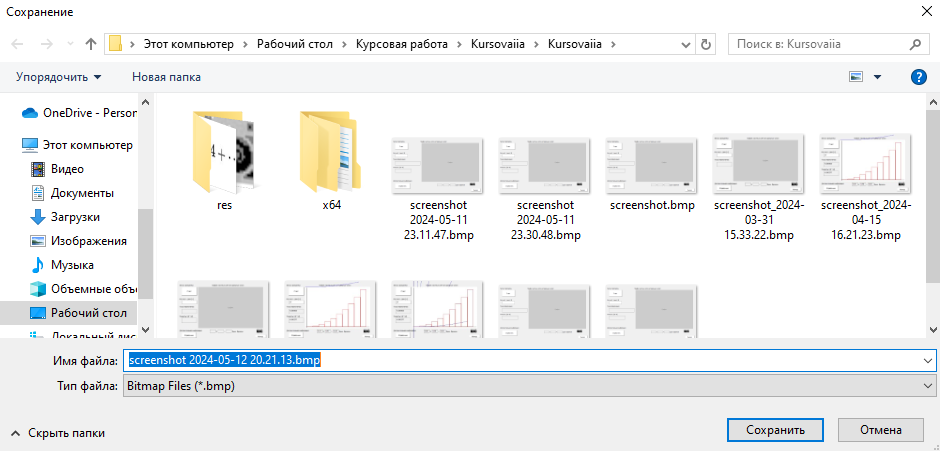 Сохранение
Этот компьютер
Рабочий стол
Курсовая работа
Kursovaiia
Kursovaiia
Поиск в: Kursovaiia
Упорядочить
Новая папка
OneDrive - Person
Этот компьютер
Видео
Документы
Загрузки
Изображения
Музыка
Объемные объе
Рабочий стол
Локальный дис
res
x64
screenshot
2024-05-11
23.11.47.bmp
screenshot
2024-05-11
23.30.48.bmp
screenshot.bmp
screenshot_2024-
03-31
15.33.22.bmp
screenshot_2024-
04-15
16.21.23.bmp
Имя файла: screenshot 2024-05-12 20.21.13.bmp
Тип файла: Bitmap Files (*.bmp)
Скрыть папки
Сохранить
Отмена